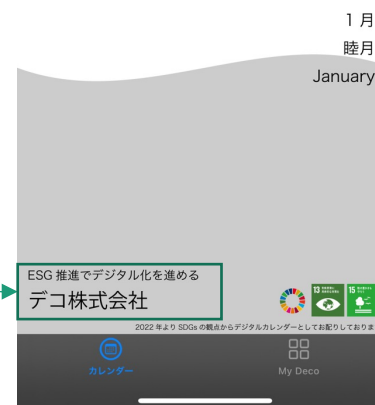 1 月
睦月
January
ESG 推進でデジタル化を進める
デコ株式会社
13
15
2022 年より SDGs の観点からデジタルカレンダーとしてお配りしておりま
カレンダー
My Deco